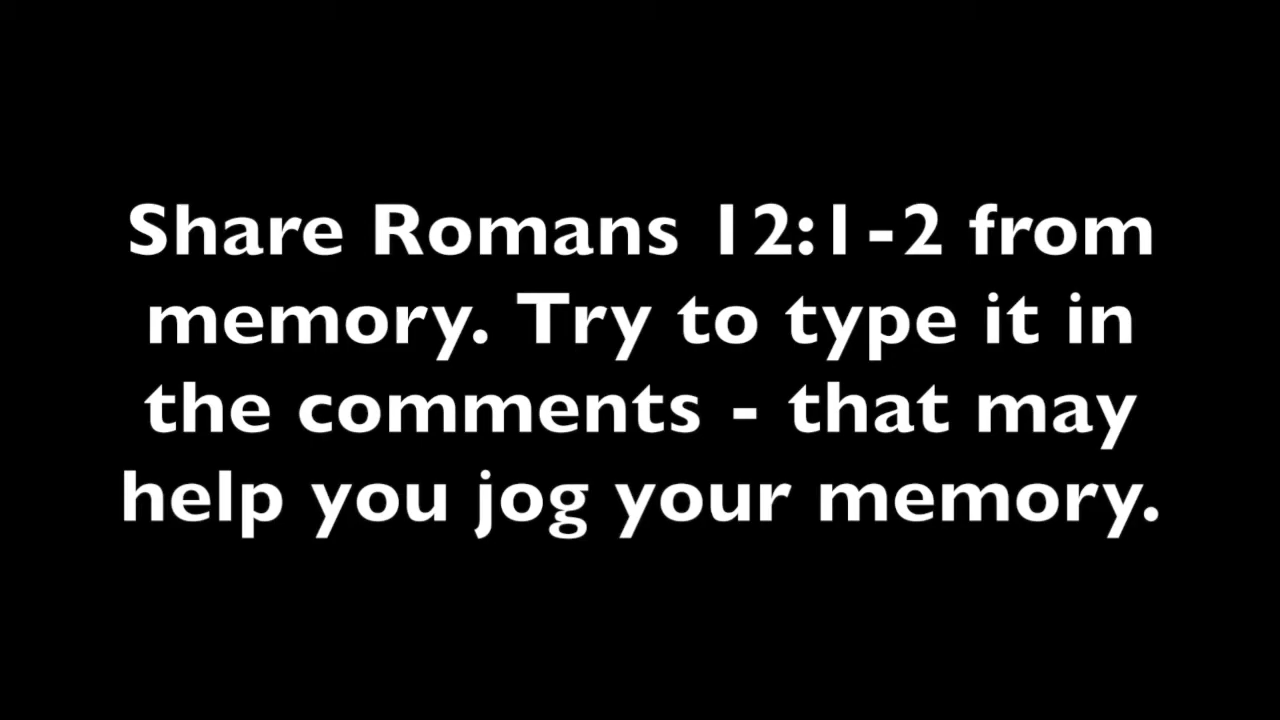 Share Romans 12:1-2 from
memory. Try to type it in
the comments - that may
help you jog your memory.